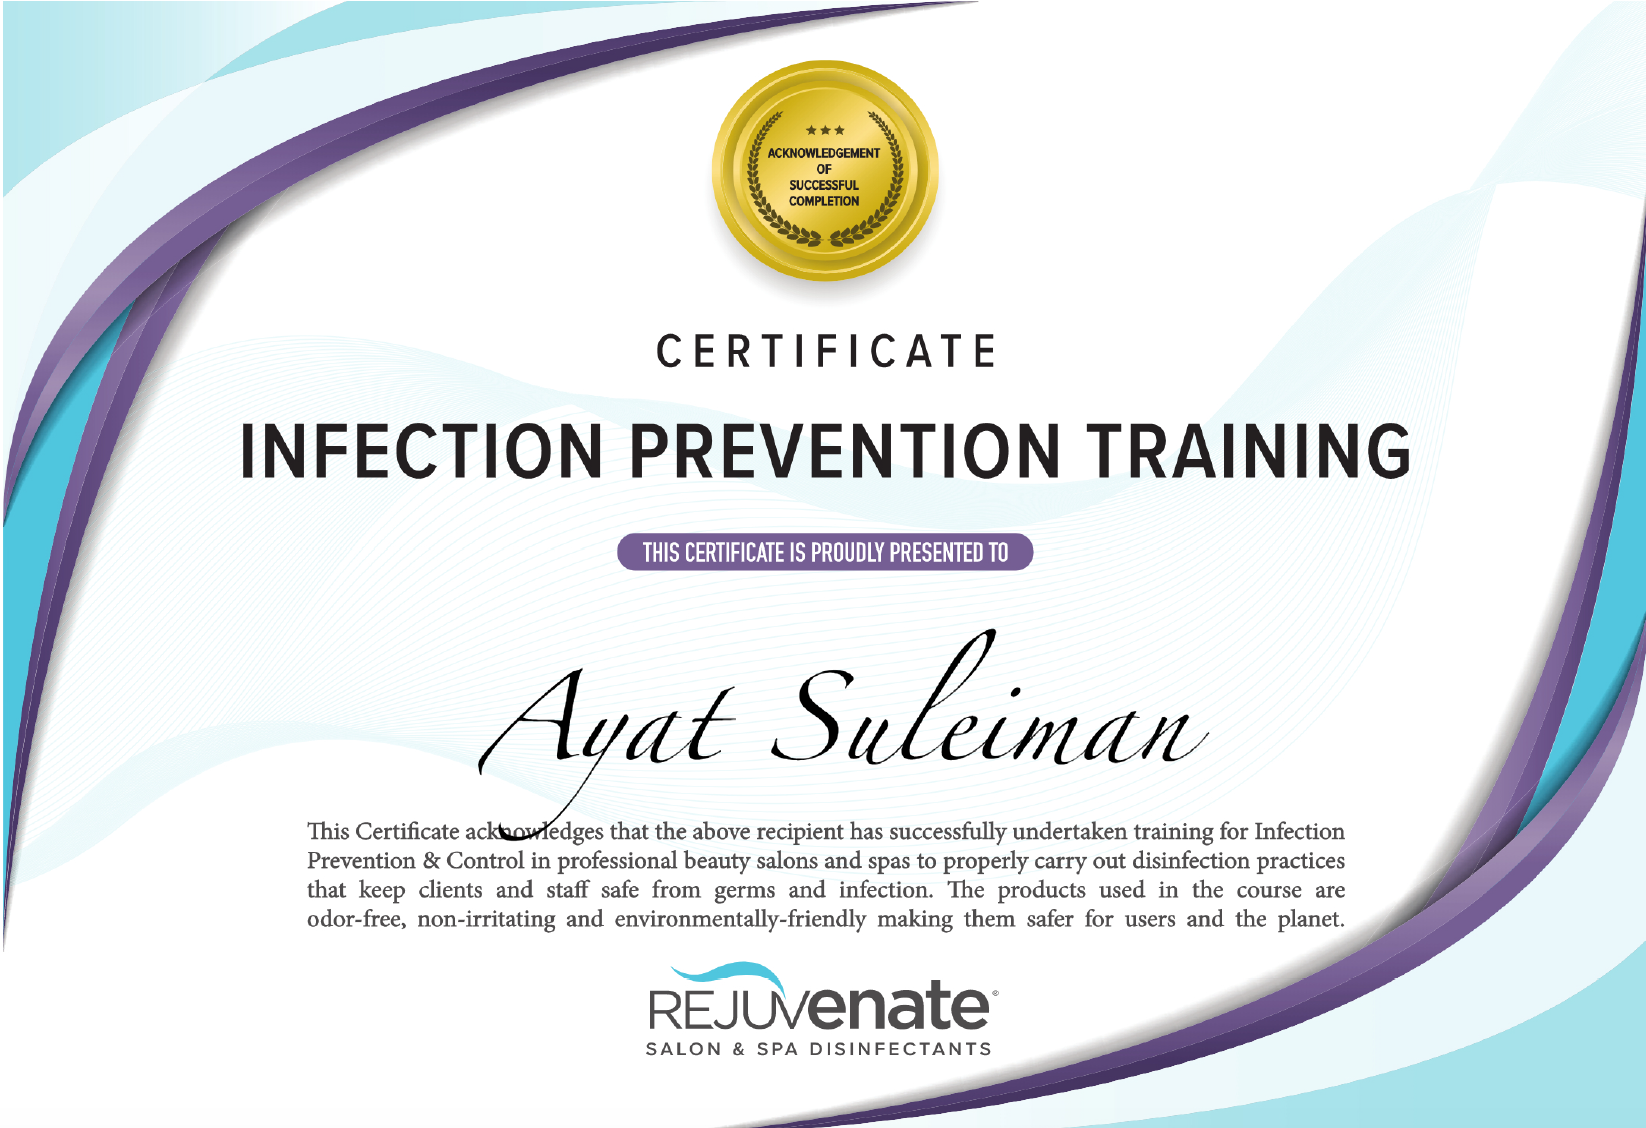 ★★★
ACKNOWLEDGEMENT
OF
SUCCESSFUL
COMPLETION
CERTIFICATE
INFECTION PREVENTION TRAINING
THIS CERTIFICATE IS PROUDLY PRESENTED TO
Ayat Suleiman
This Certificate acknowledges that the above recipient has successfully undertaken training for Infection
Prevention & Control in professional beauty salons and spas to properly carry out disinfection practices
that keep clients and staff safe from germs and infection. The products used in the course are
odor-free, non-irritating and environmentally-friendly making them safer for users and the planet.
REJUVenate®
SALON & SPA DISINFECTANTS